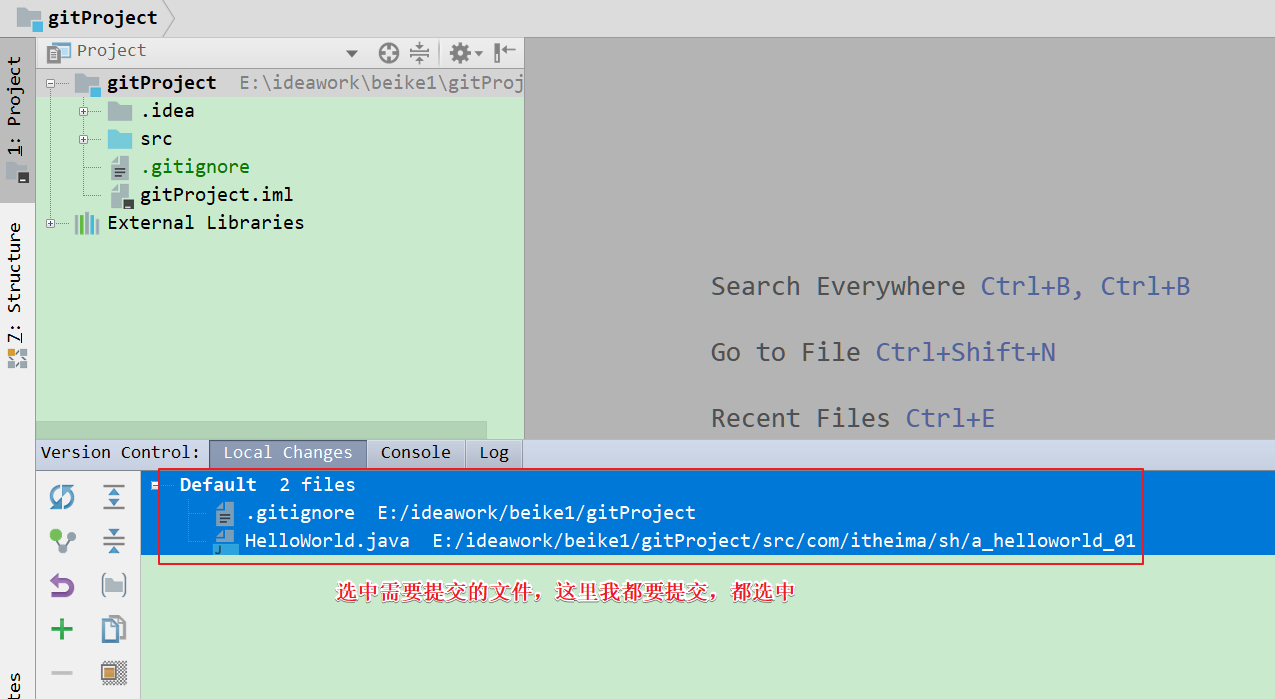 gitProject
1: Project
Project
gitProject E:\ideawork\beike1\gitProj
.idea
src
.gitignore
gitProject.iml
External Libraries
7: Structure
Search Everywhere Ctrl+B, Ctrl+B
Go to File Ctrl+Shift+N
Recent Files Ctrl+E
Version Control: Local Changes Console Log
Default 2 files
.gitignore E:/ideawork/beike1/gitProject
HelloWorld.java E:/ideawork/beike1/gitProject/src/com/itheima/sh/a_helloworld_01
选中需要提交的文件，这里我都要提交，都选中